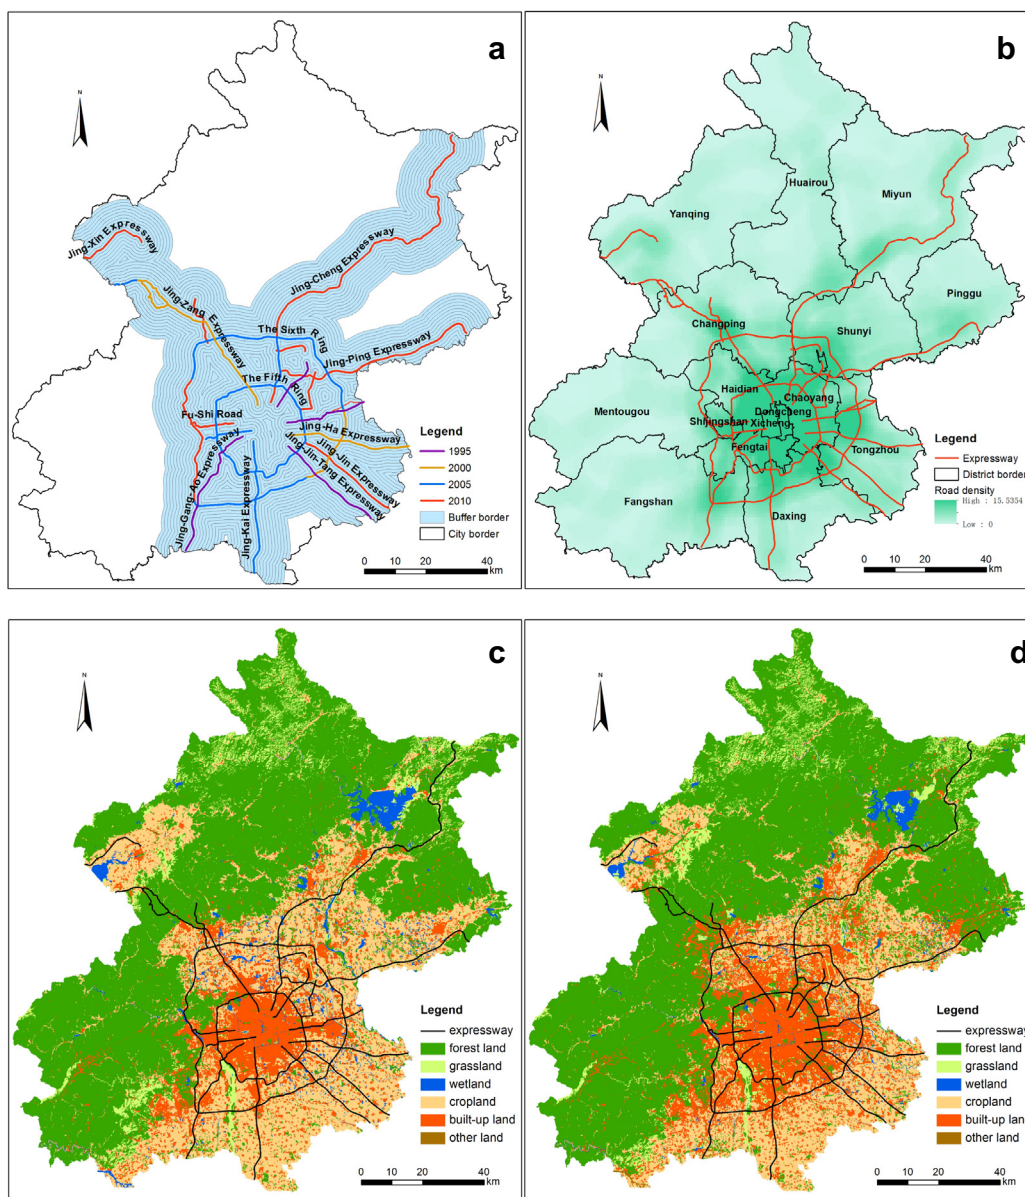 a
N
Jing-Xin Expressway
Jing-Zang Expressway
Jing-Cheng Expressway
The Sixth Ring
Jing-Ping Expressway
The Fifth Ring
Fu-Shi Road
Jing-Ha Expressway
Jing-Jin Expressway
Jing-Jin-Tang Expressway
Jing-Gang-Ao Expressway
Jing-Kai Expressway
Legend
1995
2000
2005
2010
Buffer border
City border
0 20 40
km
b
N
Huairou
Miyun
Yanqing
Pinggu
Changping
Shunyi
Haidian
Chaoyang
Mentougou
Dongcheng
Shijingshan
Xicheng
Fengtai
Tongzhou
Fangshan
Daxing
Legend
Expressway
District border
Road density
High : 15.5354
Low : 0
0 10 20 40
km
c
N
Legend
expressway
forest land
grassland
wetland
cropland
built-up land
other land
0 10 20 40
km
d
N
Legend
expressway
forest land
grassland
wetland
cropland
built-up land
other land
0 10 20 40
km